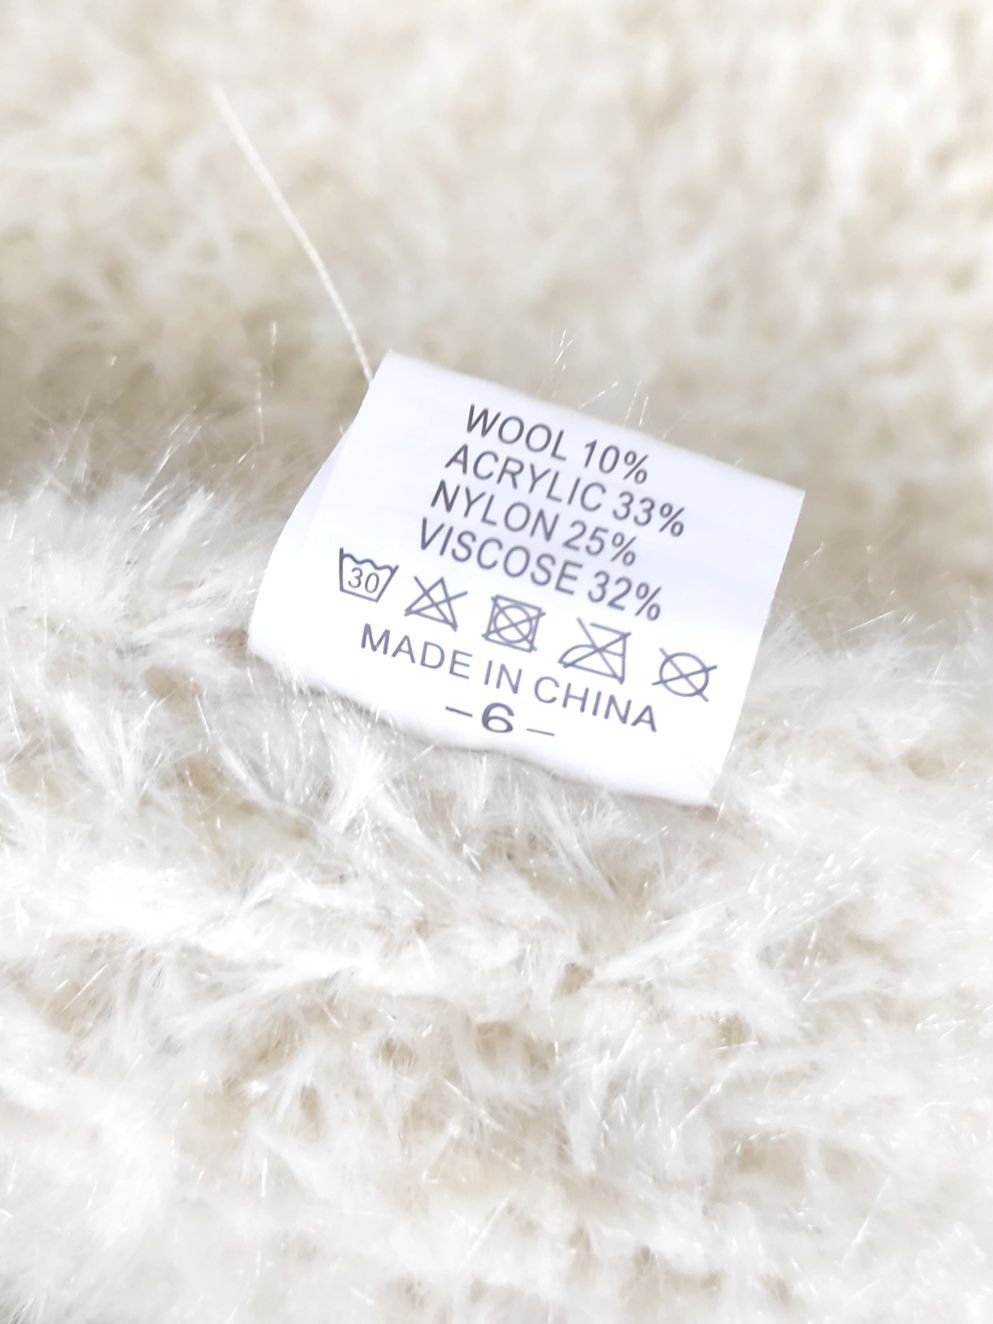 WOOL 10%
ACRYLIC 33%
NYLON 25%
VISCOSE 32%
30
MADE IN CHINA
-6-